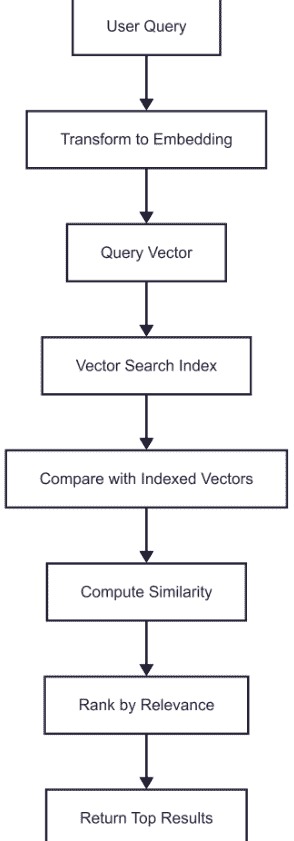 User Query
Transform to Embedding
Query Vector
Vector Search Index
Compare with Indexed Vectors
Compute Similarity
Rank by Relevance
Return Top Results